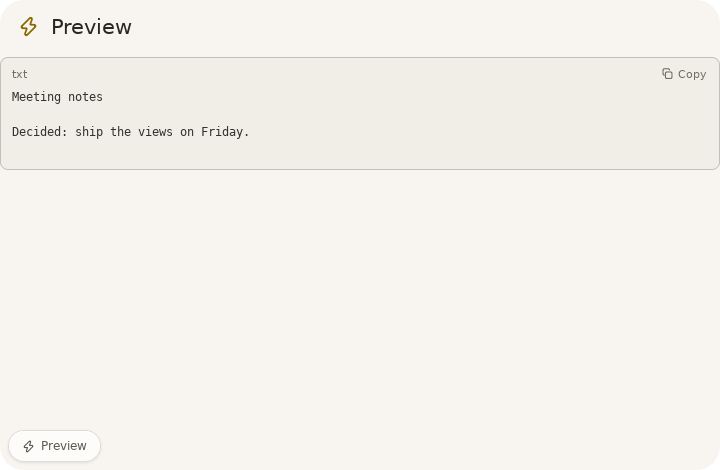 Preview
txt
Copy
Meeting notes
Decided: ship the views on Friday.
Preview